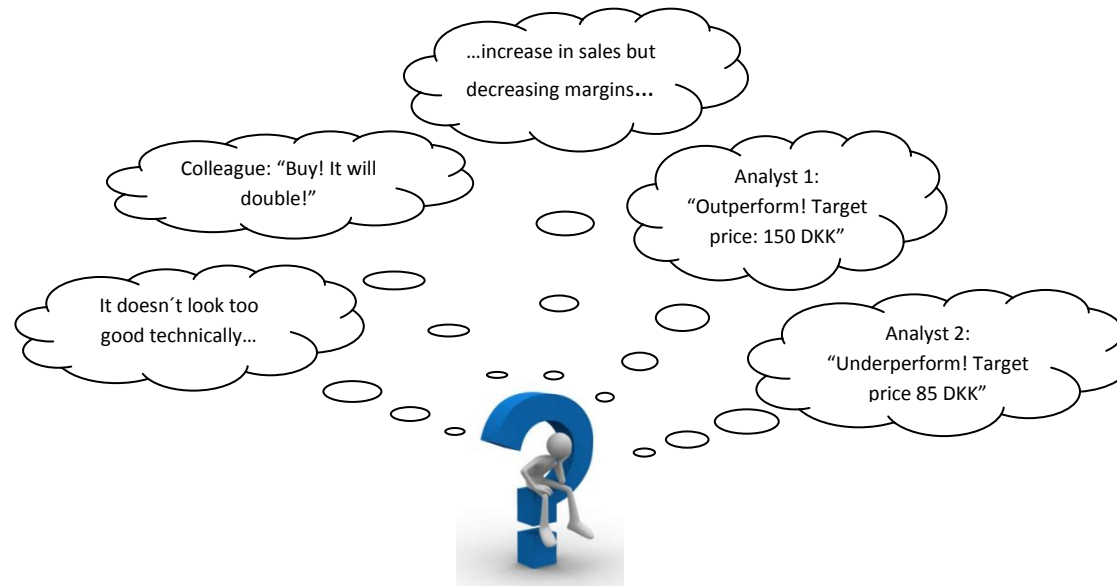 …increase in sales but
decreasing margins…
Colleague: “Buy! It will
double!”
Analyst 1:
“Outperform! Target
price: 150 DKK”
It doesn´t look too
good technically…
Analyst 2:
“Underperform! Target
price 85 DKK”